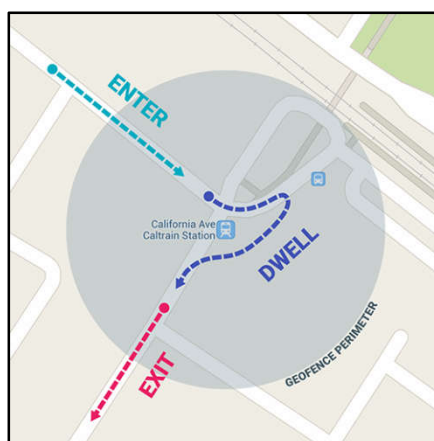 ENTER
California Ave
Caltrain Station
DWELL
EXIT
GEOFENCE PERIMETER